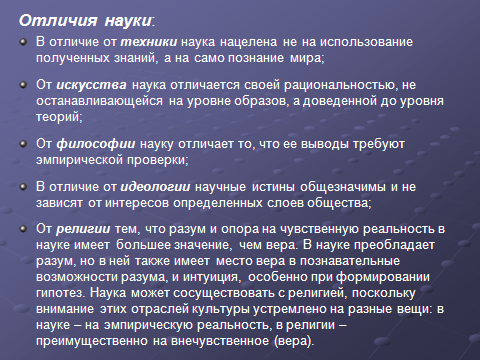 Отличия науки:
В отличие от техники наука нацелена не на использование
полученных знаний, а на само познание мира;
От искусства наука отличается своей рациональностью, не
останавливающейся на уровне образов, а доведенной до уровня
теорий;
От философии науку отличает то, что ее выводы требуют
эмпирической проверки;
В отличие от идеологии научные истины общезначимы и не
зависят от интересов определенных слоев общества;
От религии тем, что разум и опора на чувственную реальность в
науке имеет большее значение, чем вера. В науке преобладает
разум, но в ней также имеет место вера в познавательные
возможности разума, и интуиция, особенно при формировании
гипотез. Наука может сосуществовать с религией, поскольку
внимание этих отраслей культуры устремлено на разные вещи: в
науке – на эмпирическую реальность, в религии –
преимущественно на внечувственное (вера).